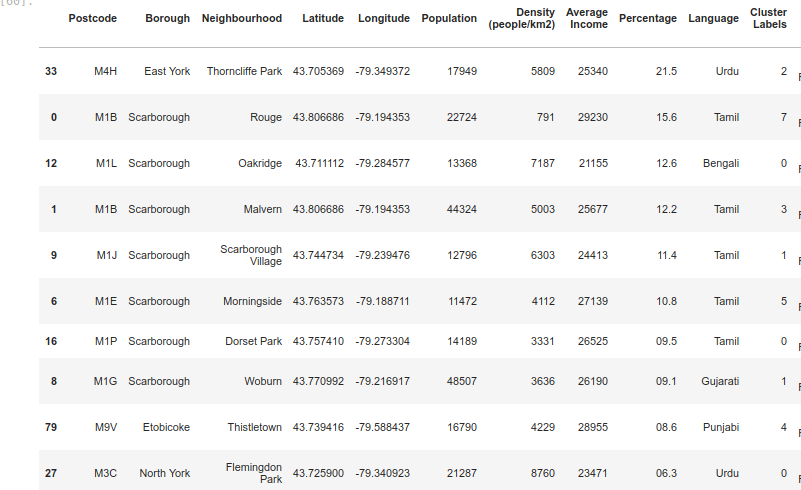 [60]:
Postcode Borough Neighbourhood Latitude Longitude Population Density (people/km2) Average Income Percentage Language Cluster Labels
33 M4H East York Thorncliffe Park 43.705369 -79.349372 17949 5809 25340 21.5 Urdu 2
0 M1B Scarborough Rouge 43.806686 -79.194353 22724 791 29230 15.6 Tamil 7
12 M1L Scarborough Oakridge 43.711112 -79.284577 13368 7187 21155 12.6 Bengali 0
1 M1B Scarborough Malvern 43.806686 -79.194353 44324 5003 25677 12.2 Tamil 3
9 M1J Scarborough Scarborough Village 43.744734 -79.239476 12796 6303 24413 11.4 Tamil 1
6 M1E Scarborough Morningside 43.763573 -79.188711 11472 4112 27139 10.8 Tamil 5
16 M1P Scarborough Dorset Park 43.757410 -79.273304 14189 3331 26525 09.5 Tamil 0
8 M1G Scarborough Woburn 43.770992 -79.216917 48507 3636 26190 09.1 Gujarati 1
79 M9V Etobicoke Thistletown 43.739416 -79.588437 16790 4229 28955 08.6 Punjabi 4
27 M3C North York Flemingdon Park 43.725900 -79.340923 21287 8760 23471 06.3 Urdu 0